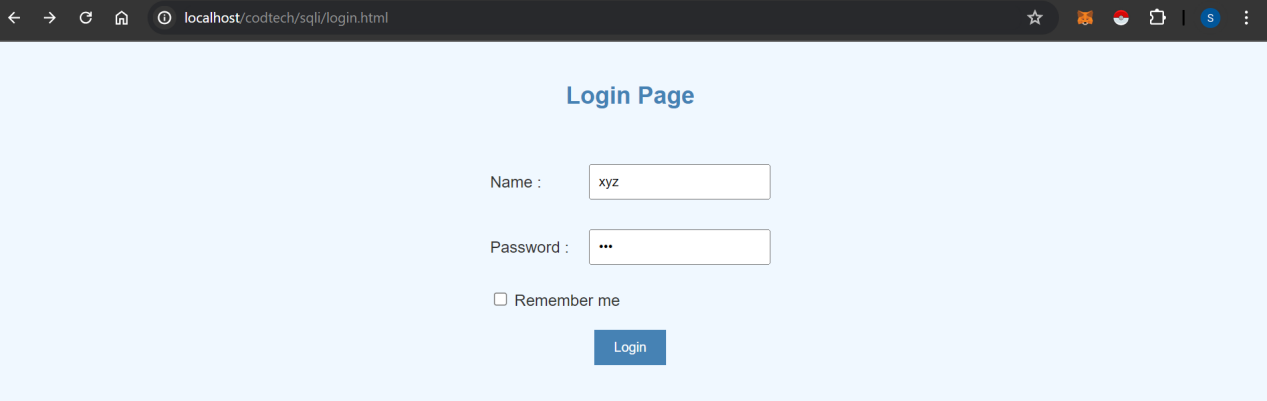 localhost/codtech/sqli/login.html
S
Login Page
Name : xyz
Password : •••
Remember me
Login